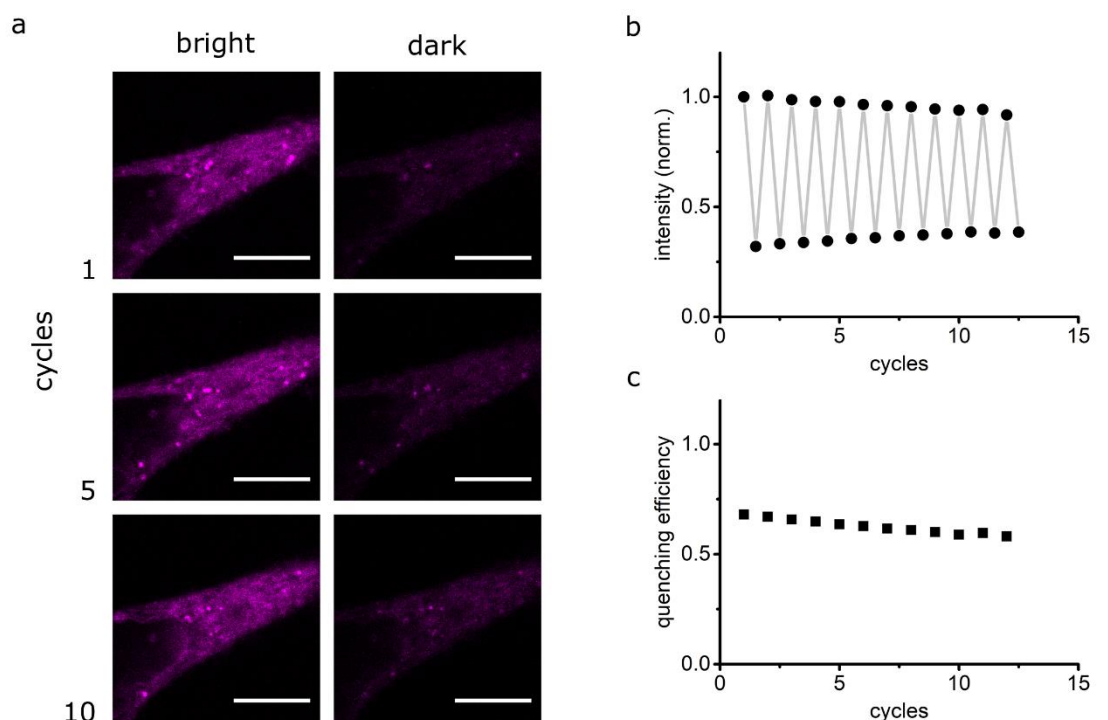 a
bright dark
cycles
1
5
10
b
intensity (norm.)
1.0
0.5
0.0
0 5 10 15
cycles
c
quenching efficiency
1.0
0.5
0.0
0 5 10 15
cycles